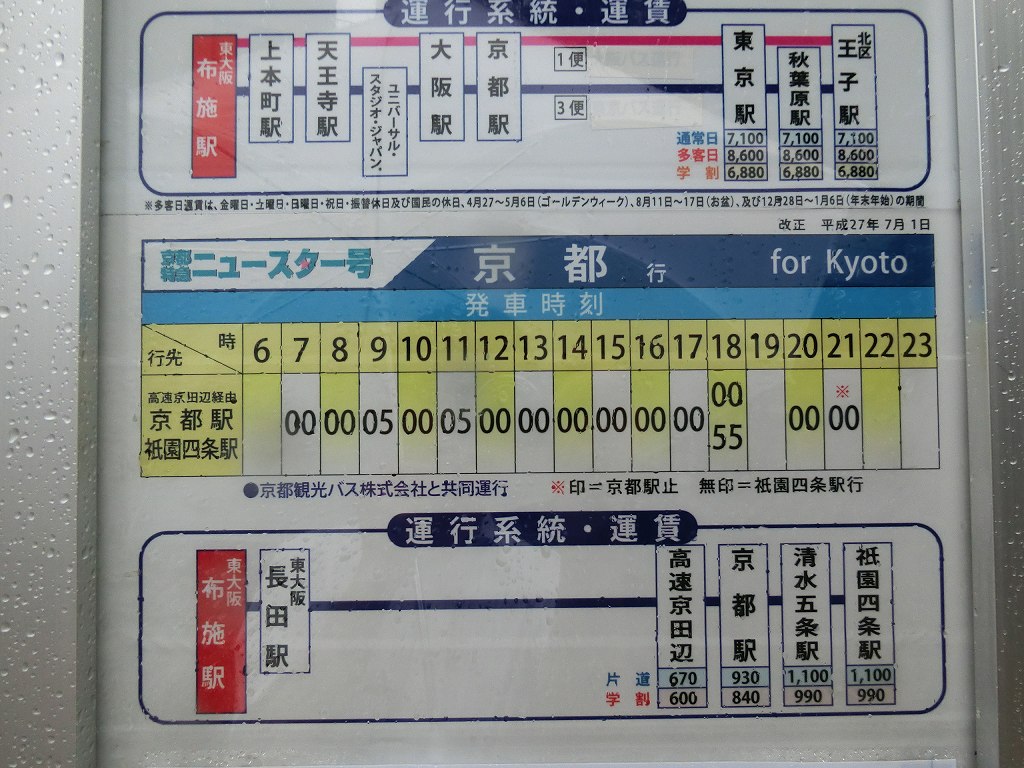 運行系統・運賃
東大阪 布施駅
上本町駅
天王寺駅
ユニバーサル・スタジオ・ジャパン®
大阪駅
京都駅
1便
3便
東京駅
秋葉原駅
北区 王子駅
通常日 7,100 7,100 7,100
多客日 8,600 8,600 8,600
学割 6,880 6,880 6,880
※多客日運賃は、金曜日・土曜日・日曜日・祝日・振替休日及び国民の休日、4月27〜5月6日(ゴールデンウィーク)、8月11日〜17日(お盆)、及び12月28日〜1月6日(年末年始)の期間
改正 平成27年7月1日
京都特急 ニュースター号 京都 行 for Kyoto
発車時刻
時 行先 6 7 8 9 10 11 12 13 14 15 16 17 18 19 20 21 22 23
高速京田辺経由
京都駅
祇園四条駅
00 00 05 00 05 00 00 00 00 00 00 00 55 00 ※ 00
●京都観光バス株式会社と共同運行 ※印=京都駅止 無印=祇園四条駅行
運行系統・運賃
東大阪 布施駅
東大阪 長田駅
高速京田辺
京都駅
清水五条駅
祇園四条駅
片道 670 930 1,100 1,100
学割 600 840 990 990